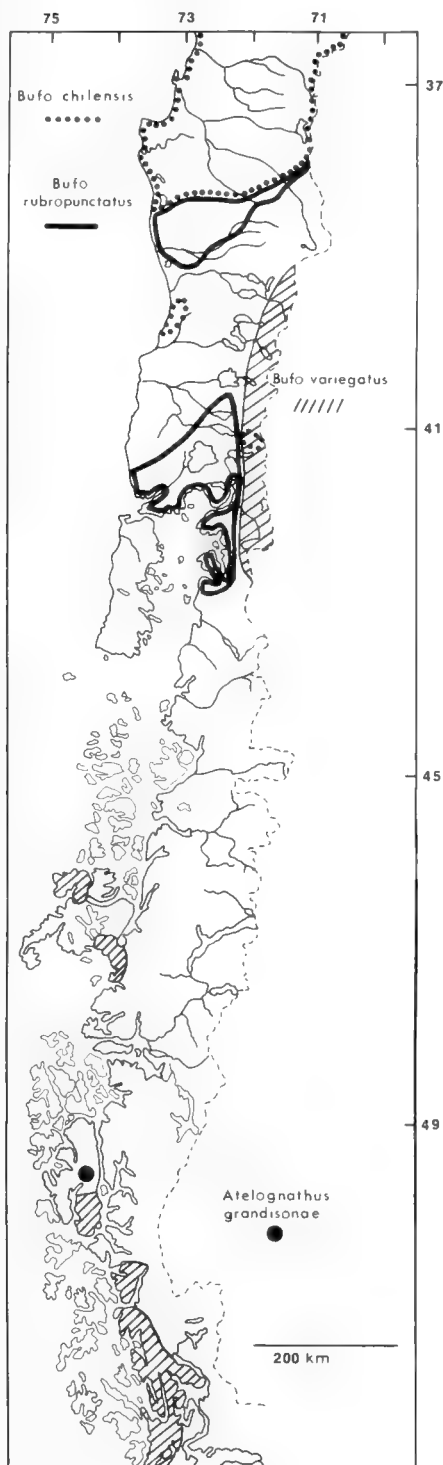 75 73 71
37
Bufo chilensis
Bufo
rubropunctatus
Bufo variegatus
41
45
49
Atelognathus
grandisonae
200 km